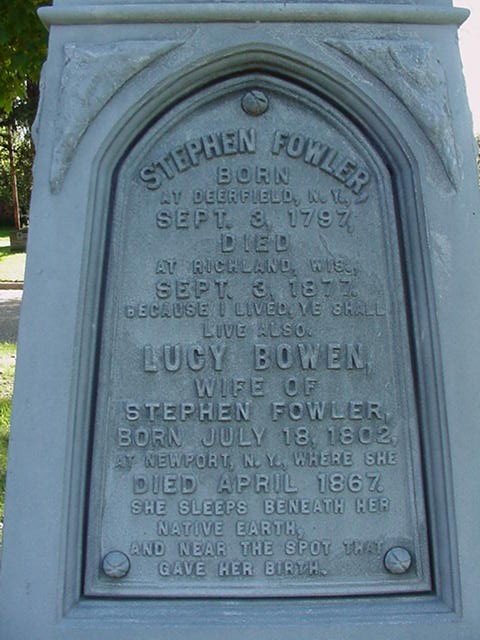 STEPHEN FOWLER,
BORN
AT DEERFIELD, N.Y.,
SEPT. 3, 1797,
DIED
AT RICHLAND, WIS.,
SEPT. 3, 1877.
BECAUSE I LIVED, YE SHALL
LIVE ALSO.
LUCY BOWEN,
WIFE OF
STEPHEN FOWLER,
BORN JULY 18, 1802,
AT NEWPORT, N.Y., WHERE SHE
DIED APRIL 1867.
SHE SLEEPS BENEATH HER
NATIVE EARTH,
AND NEAR THE SPOT THAT
GAVE HER BIRTH.